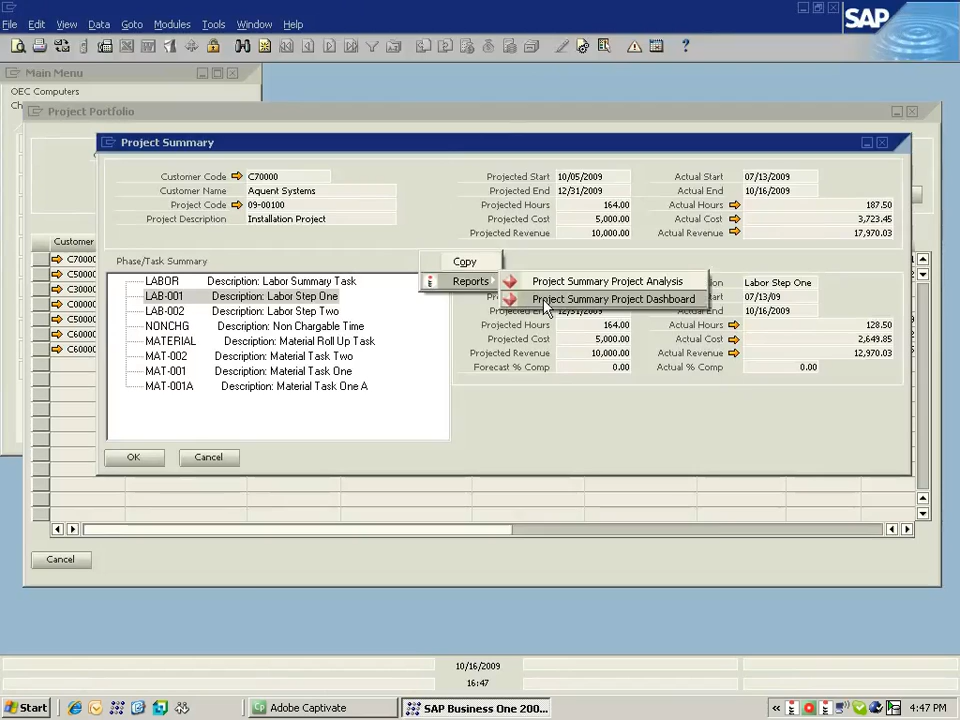 File Edit View Data Goto Modules Tools Window Help
SAP
Main Menu
OEC Computers
Project Portfolio
Project Summary
Customer Code C70000
Customer Name Aquent Systems
Project Code 09-00100
Project Description Installation Project
Projected Start 10/05/2009
Projected End 12/31/2009
Projected Hours 164.00
Projected Cost 5,000.00
Projected Revenue 10,000.00
Actual Start 07/13/2009
Actual End 10/16/2009
Actual Hours 187.50
Actual Cost 3,723.45
Actual Revenue 17,970.03
Customer
C70000
C50000
C30000
C00000
C50000
C60000
C60000
Phase/Task Summary
LABOR Description: Labor Summary Task
LAB-001 Description: Labor Step One
LAB-002 Description: Labor Step Two
NONCHG Description: Non Chargable Time
MATERIAL Description: Material Roll Up Task
MAT-002 Description: Material Task Two
MAT-001 Description: Material Task One
MAT-001A Description: Material Task One A
Copy
Reports
Project Summary Project Analysis
Project Summary Project Dashboard
Labor Step One
07/13/09
12/31/2009 10/16/2009
Projected Hours 164.00
Projected Cost 5,000.00
Projected Revenue 10,000.00
Forecast % Comp 0.00
Actual Hours 128.50
Actual Cost 2,649.85
Actual Revenue 12,970.03
Actual % Comp 0.00
OK Cancel
Cancel
10/16/2009
16:47
Start Adobe Captivate SAP Business One 200... 4:47 PM